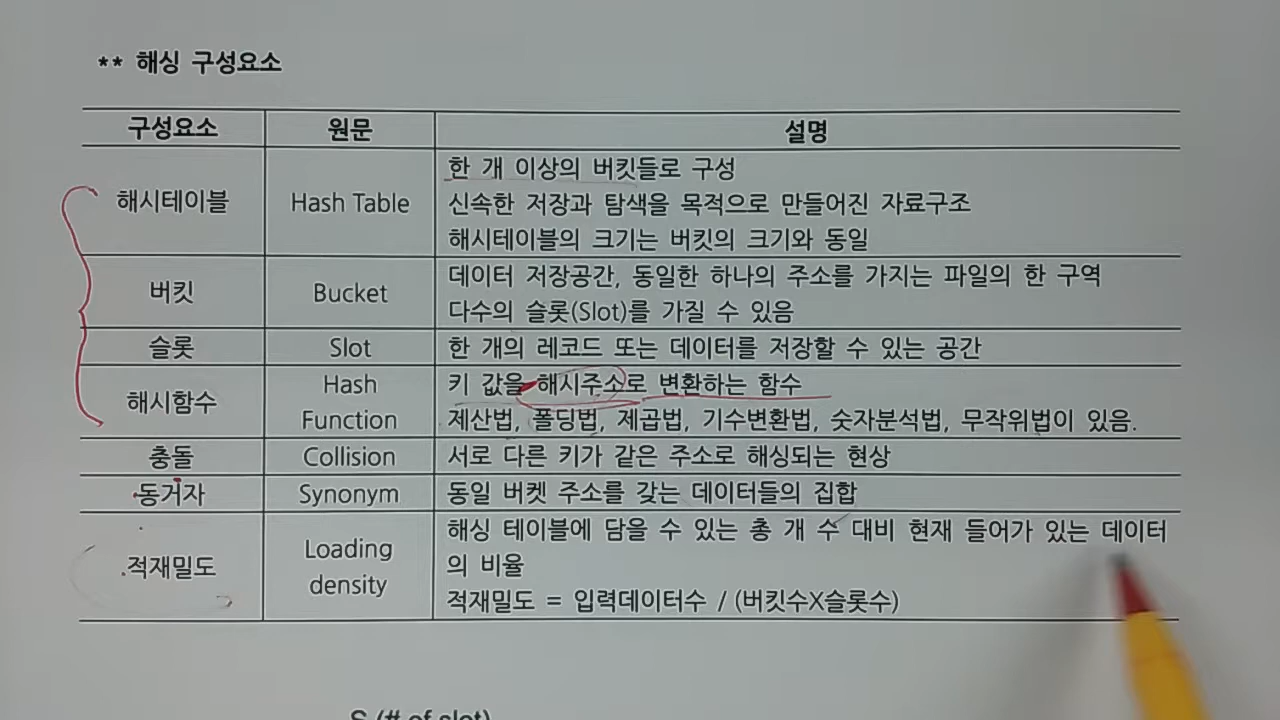 ** 해싱 구성요소
구성요소 원문 설명
해시테이블 Hash Table 한 개 이상의 버킷들로 구성
신속한 저장과 탐색을 목적으로 만들어진 자료구조
해시테이블의 크기는 버킷의 크기와 동일
버킷 Bucket 데이터 저장공간, 동일한 하나의 주소를 가지는 파일의 한 구역
다수의 슬롯(Slot)를 가질 수 있음
슬롯 Slot 한 개의 레코드 또는 데이터를 저장할 수 있는 공간
해시함수 Hash Function 키 값을 해시주소로 변환하는 함수
제산법, 폴딩법, 제곱법, 기수변환법, 숫자분석법, 무작위법이 있음.
충돌 Collision 서로 다른 키가 같은 주소로 해싱되는 현상
동거자 Synonym 동일 버켓 주소를 갖는 데이터들의 집합
적재밀도 Loading density 해싱 테이블에 담을 수 있는 총 개 수 대비 현재 들어가 있는 데이터
의 비율
적재밀도 = 입력데이터수 / (버킷수X슬롯수)
S (# of slot)